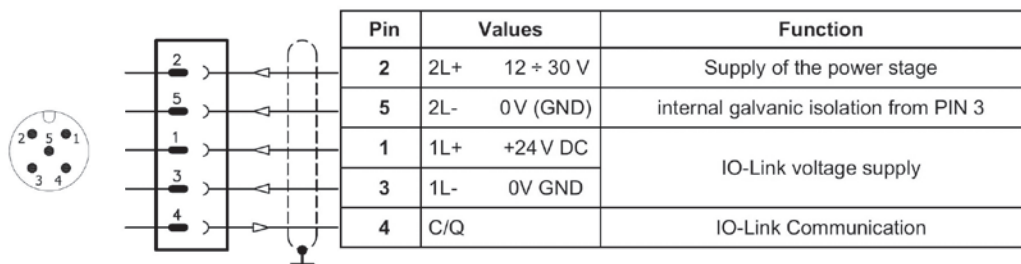 Pin Values Function
2 2L+ 12 ÷ 30 V Supply of the power stage
5 2L- 0V (GND) internal galvanic isolation from PIN 3
1 1L+ +24 V DC IO-Link voltage supply
3 1L- 0V GND
4 C/Q IO-Link Communication
2
5
1
3
4
2 5 1
3 4